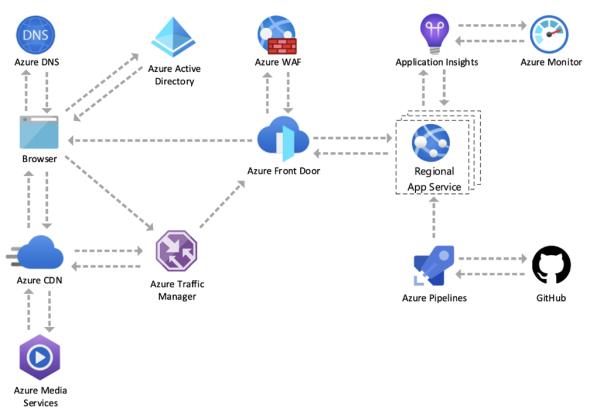 DNS
Azure DNS
Azure Active
Directory
Azure WAF
Application Insights
Azure Monitor
Browser
Azure Front Door
Regional
App Service
Azure CDN
Azure Traffic
Manager
Azure Pipelines
GitHub
Azure Media
Services